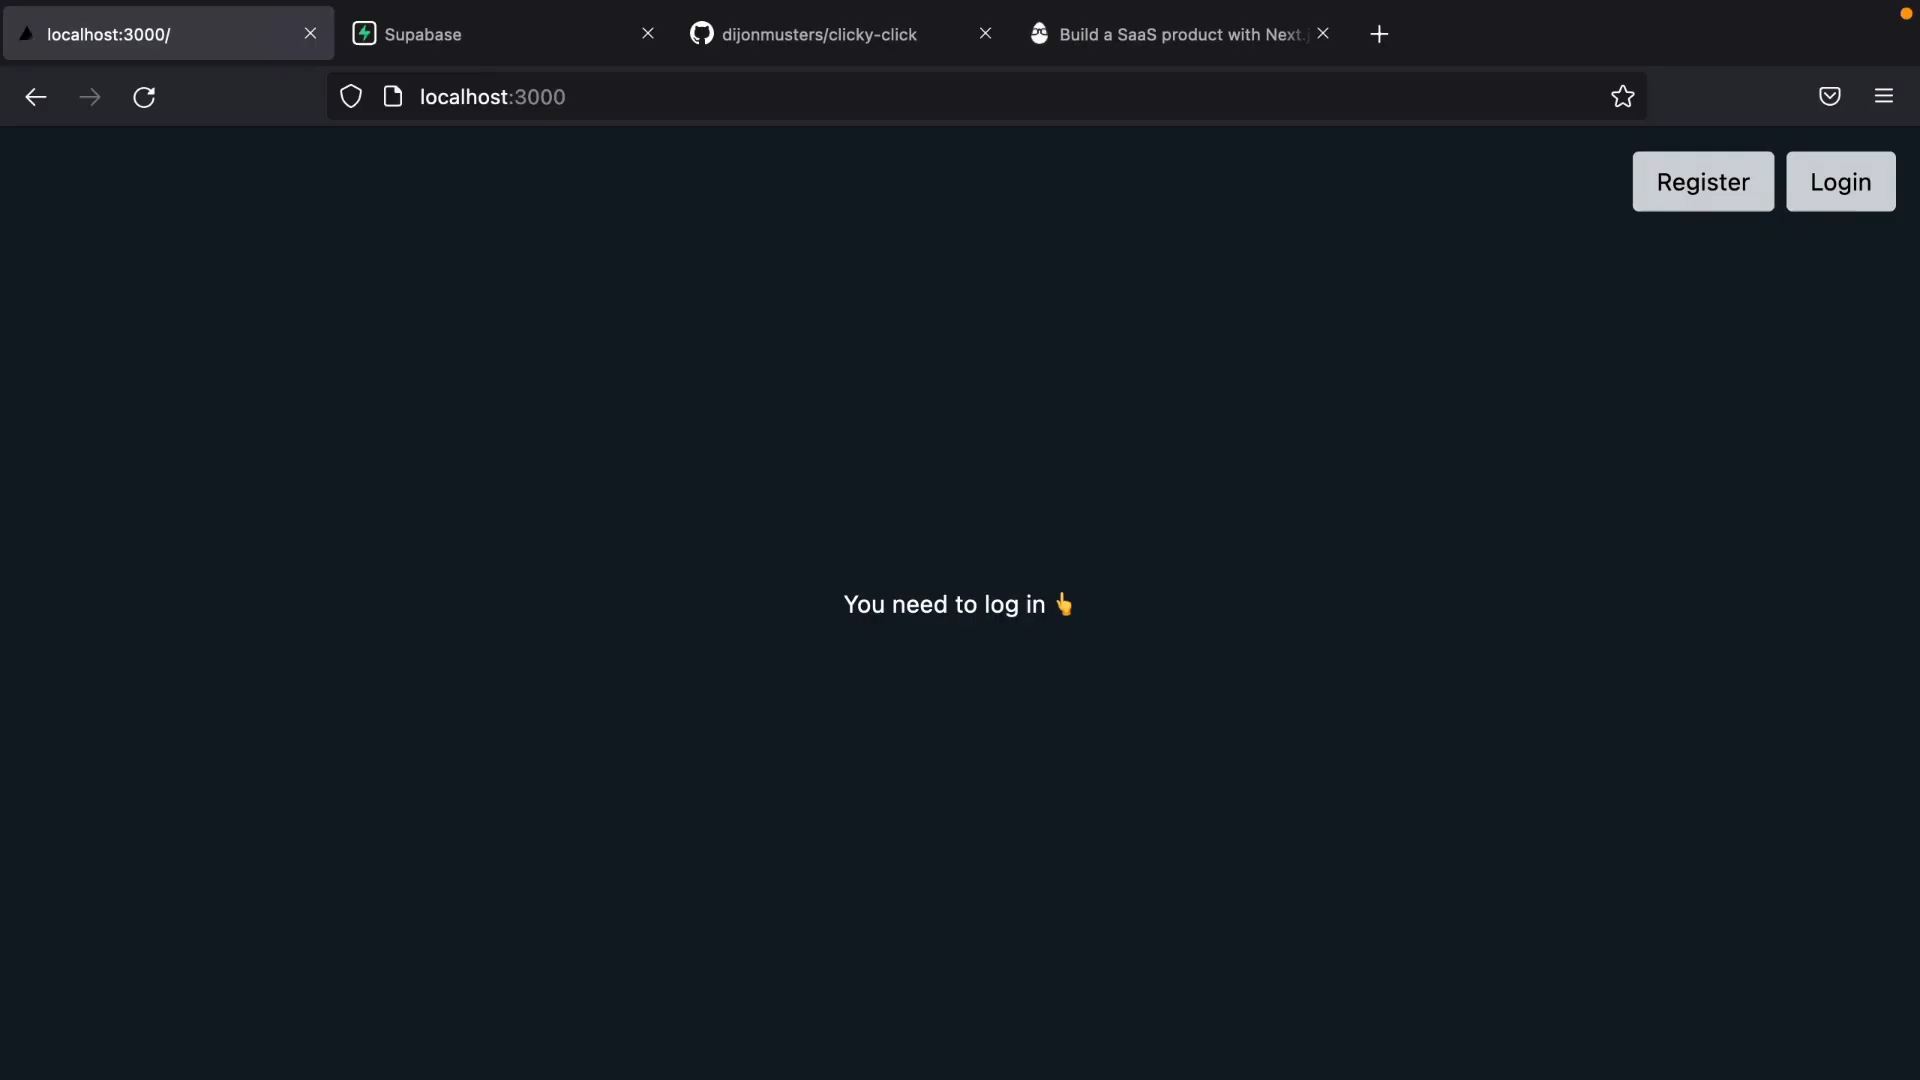 localhost:3000/
Supabase
dijonmusters/clicky-click
Build a SaaS product with Next.j
localhost:3000
Register
Login
You need to log in 👆